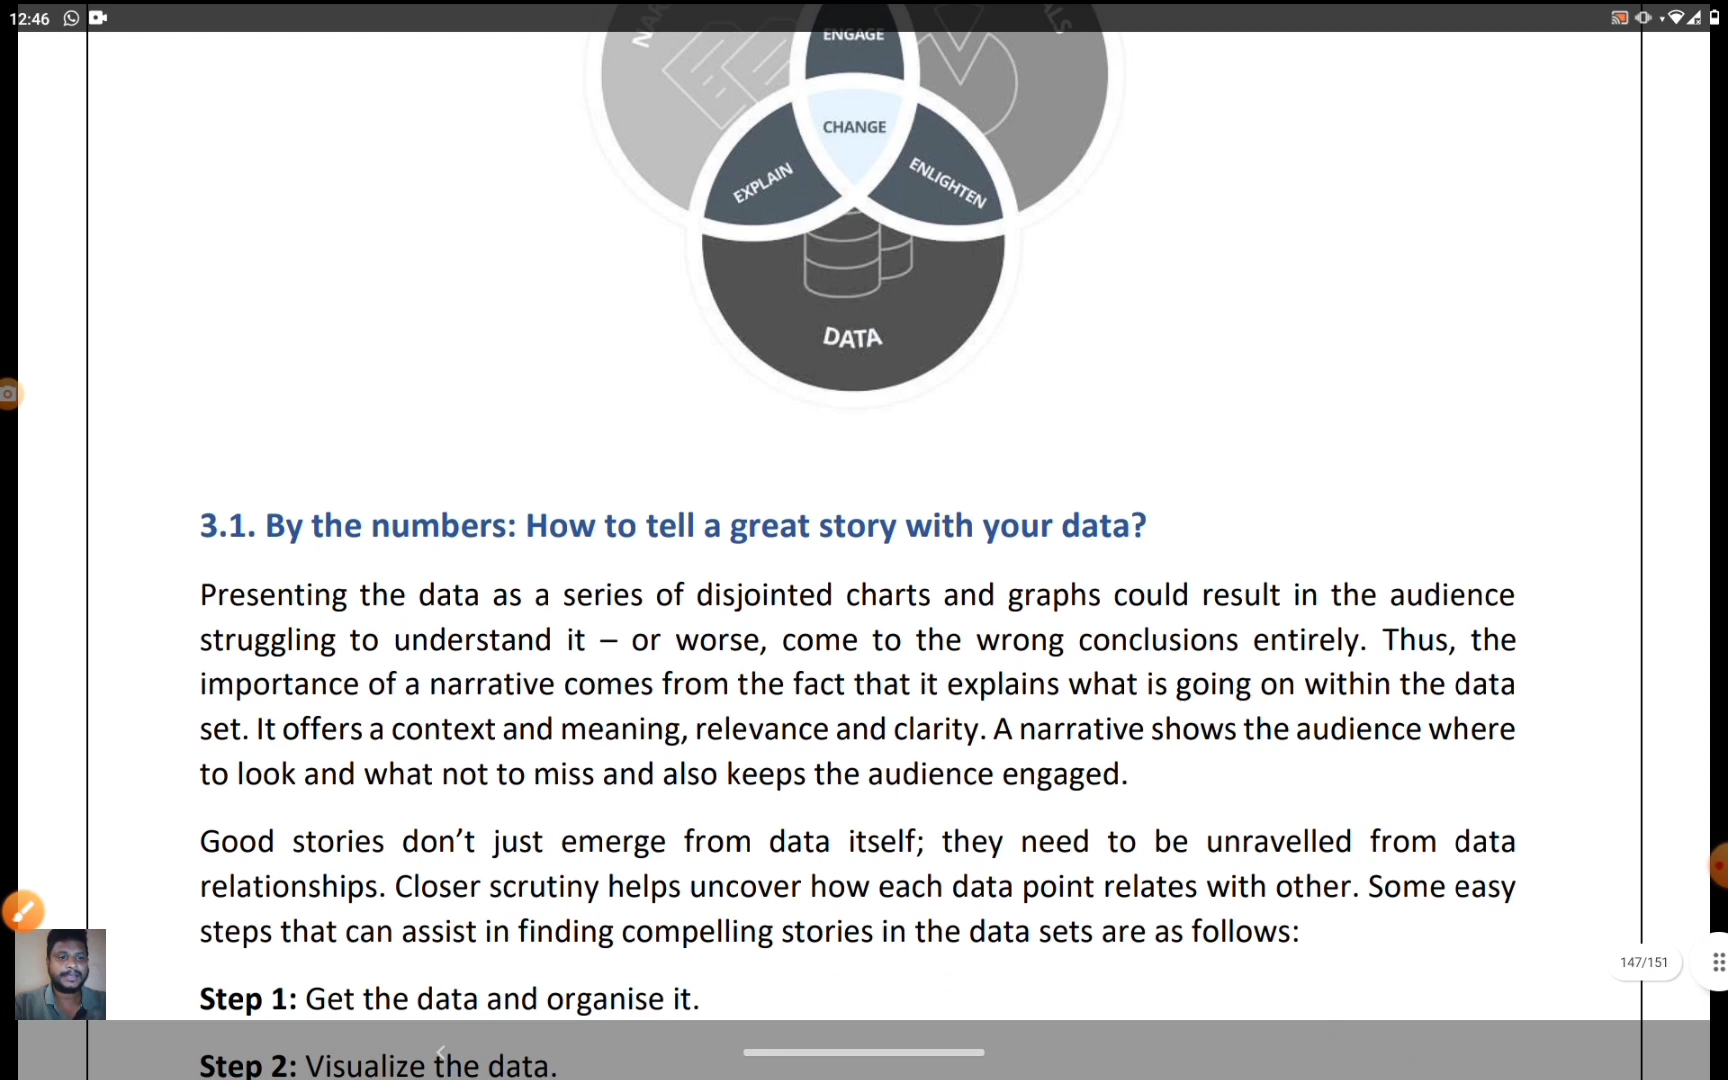 12:46
ENGAGE
CHANGE
EXPLAIN
ENLIGHTEN
DATA
3.1. By the numbers: How to tell a great story with your data?
Presenting the data as a series of disjointed charts and graphs could result in the audience
struggling to understand it – or worse, come to the wrong conclusions entirely. Thus, the
importance of a narrative comes from the fact that it explains what is going on within the data
set. It offers a context and meaning, relevance and clarity. A narrative shows the audience where
to look and what not to miss and also keeps the audience engaged.
Good stories don’t just emerge from data itself; they need to be unravelled from data
relationships. Closer scrutiny helps uncover how each data point relates with other. Some easy
steps that can assist in finding compelling stories in the data sets are as follows:
147/151
Step 1: Get the data and organise it.
Step 2: Visualize the data.